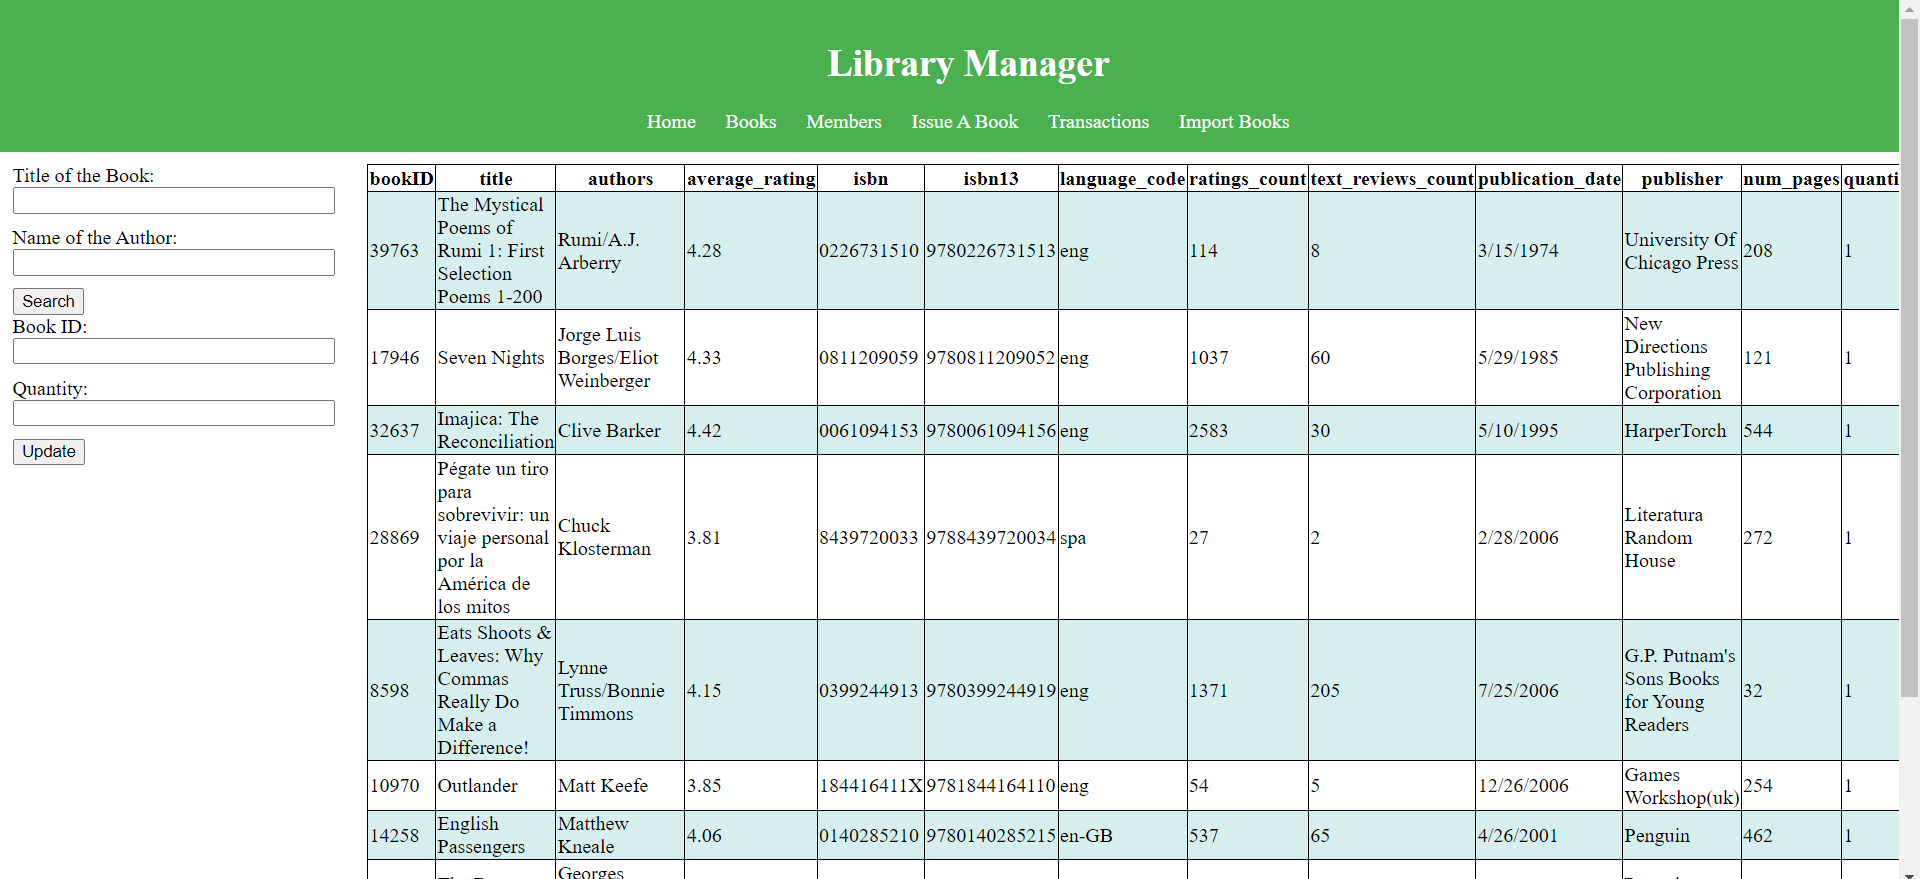 Library Manager
Home Books Members Issue A Book Transactions Import Books
Title of the Book:
Name of the Author:
Search
Book ID:
Quantity:
Update
bookID title authors average_rating isbn isbn13 language_code ratings_count text_reviews_count publication_date publisher num_pages quanti
39763 The Mystical Poems of Rumi 1: First Selection Poems 1-200 Rumi/A.J. Arberry 4.28 0226731510 9780226731513 eng 114 8 3/15/1974 University Of Chicago Press 208 1
17946 Seven Nights Jorge Luis Borges/Eliot Weinberger 4.33 0811209059 9780811209052 eng 1037 60 5/29/1985 New Directions Publishing Corporation 121 1
32637 Imajica: The Reconciliation Clive Barker 4.42 0061094153 9780061094156 eng 2583 30 5/10/1995 HarperTorch 544 1
28869 Pégate un tiro para sobrevivir: un viaje personal por la América de los mitos Chuck Klosterman 3.81 8439720033 9788439720034 spa 27 2 2/28/2006 Literatura Random House 272 1
8598 Eats Shoots & Leaves: Why Commas Really Do Make a Difference! Lynne Truss/Bonnie Timmons 4.15 0399244913 9780399244919 eng 1371 205 7/25/2006 G.P. Putnam's Sons Books for Young Readers 32 1
10970 Outlander Matt Keefe 3.85 184416411X 9781844164110 eng 54 5 12/26/2006 Games Workshop(uk) 254 1
14258 English Passengers Matthew Kneale 4.06 0140285210 9780140285215 en-GB 537 65 4/26/2001 Penguin 462 1
Georges